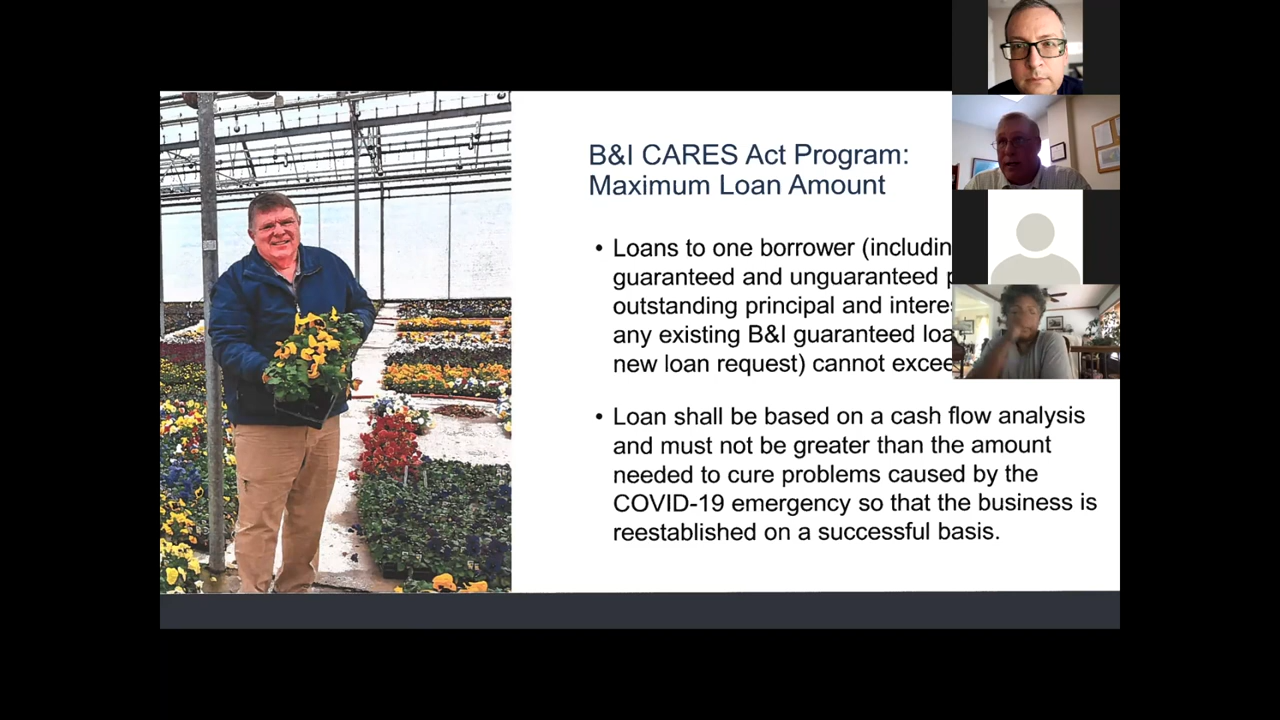 B&I CARES Act Program:
Maximum Loan Amount
• Loans to one borrower (includin
guaranteed and unguaranteed
outstanding principal and interes
any existing B&I guaranteed loa
new loan request) cannot excee
• Loan shall be based on a cash flow analysis
and must not be greater than the amount
needed to cure problems caused by the
COVID-19 emergency so that the business is
reestablished on a successful basis.